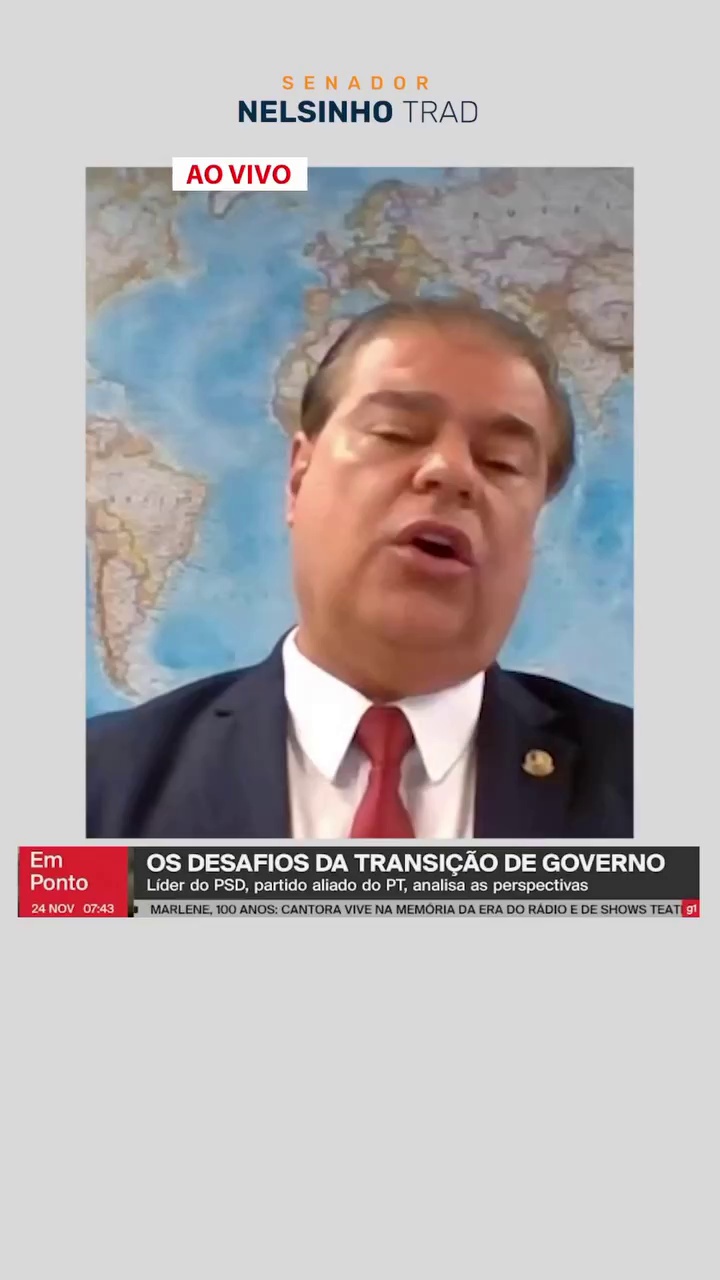 SENADOR
NELSINHO TRAD
AO VIVO
Em
Ponto
OS DESAFIOS DA TRANSIÇÃO DE GOVERNO
Líder do PSD, partido aliado do PT, analisa as perspectivas
24 NOV 07:43
MARLENE, 100 ANOS: CANTORA VIVE NA MEMÓRIA DA ERA DO RÁDIO E DE SHOWS TEAT
g1